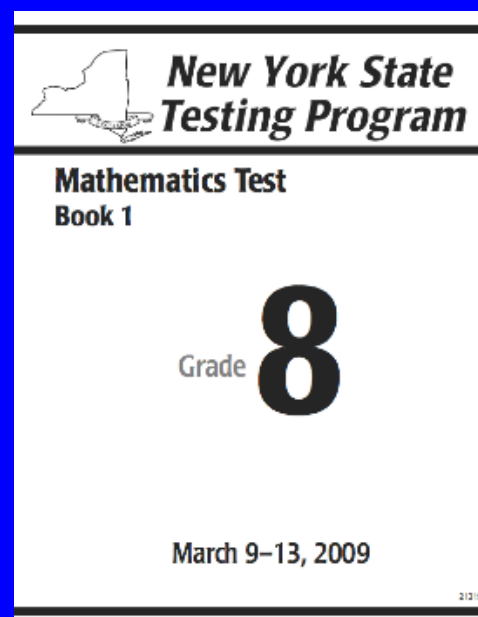 New York State
Testing Program
Mathematics Test
Book 1
Grade 8
March 9–13, 2009